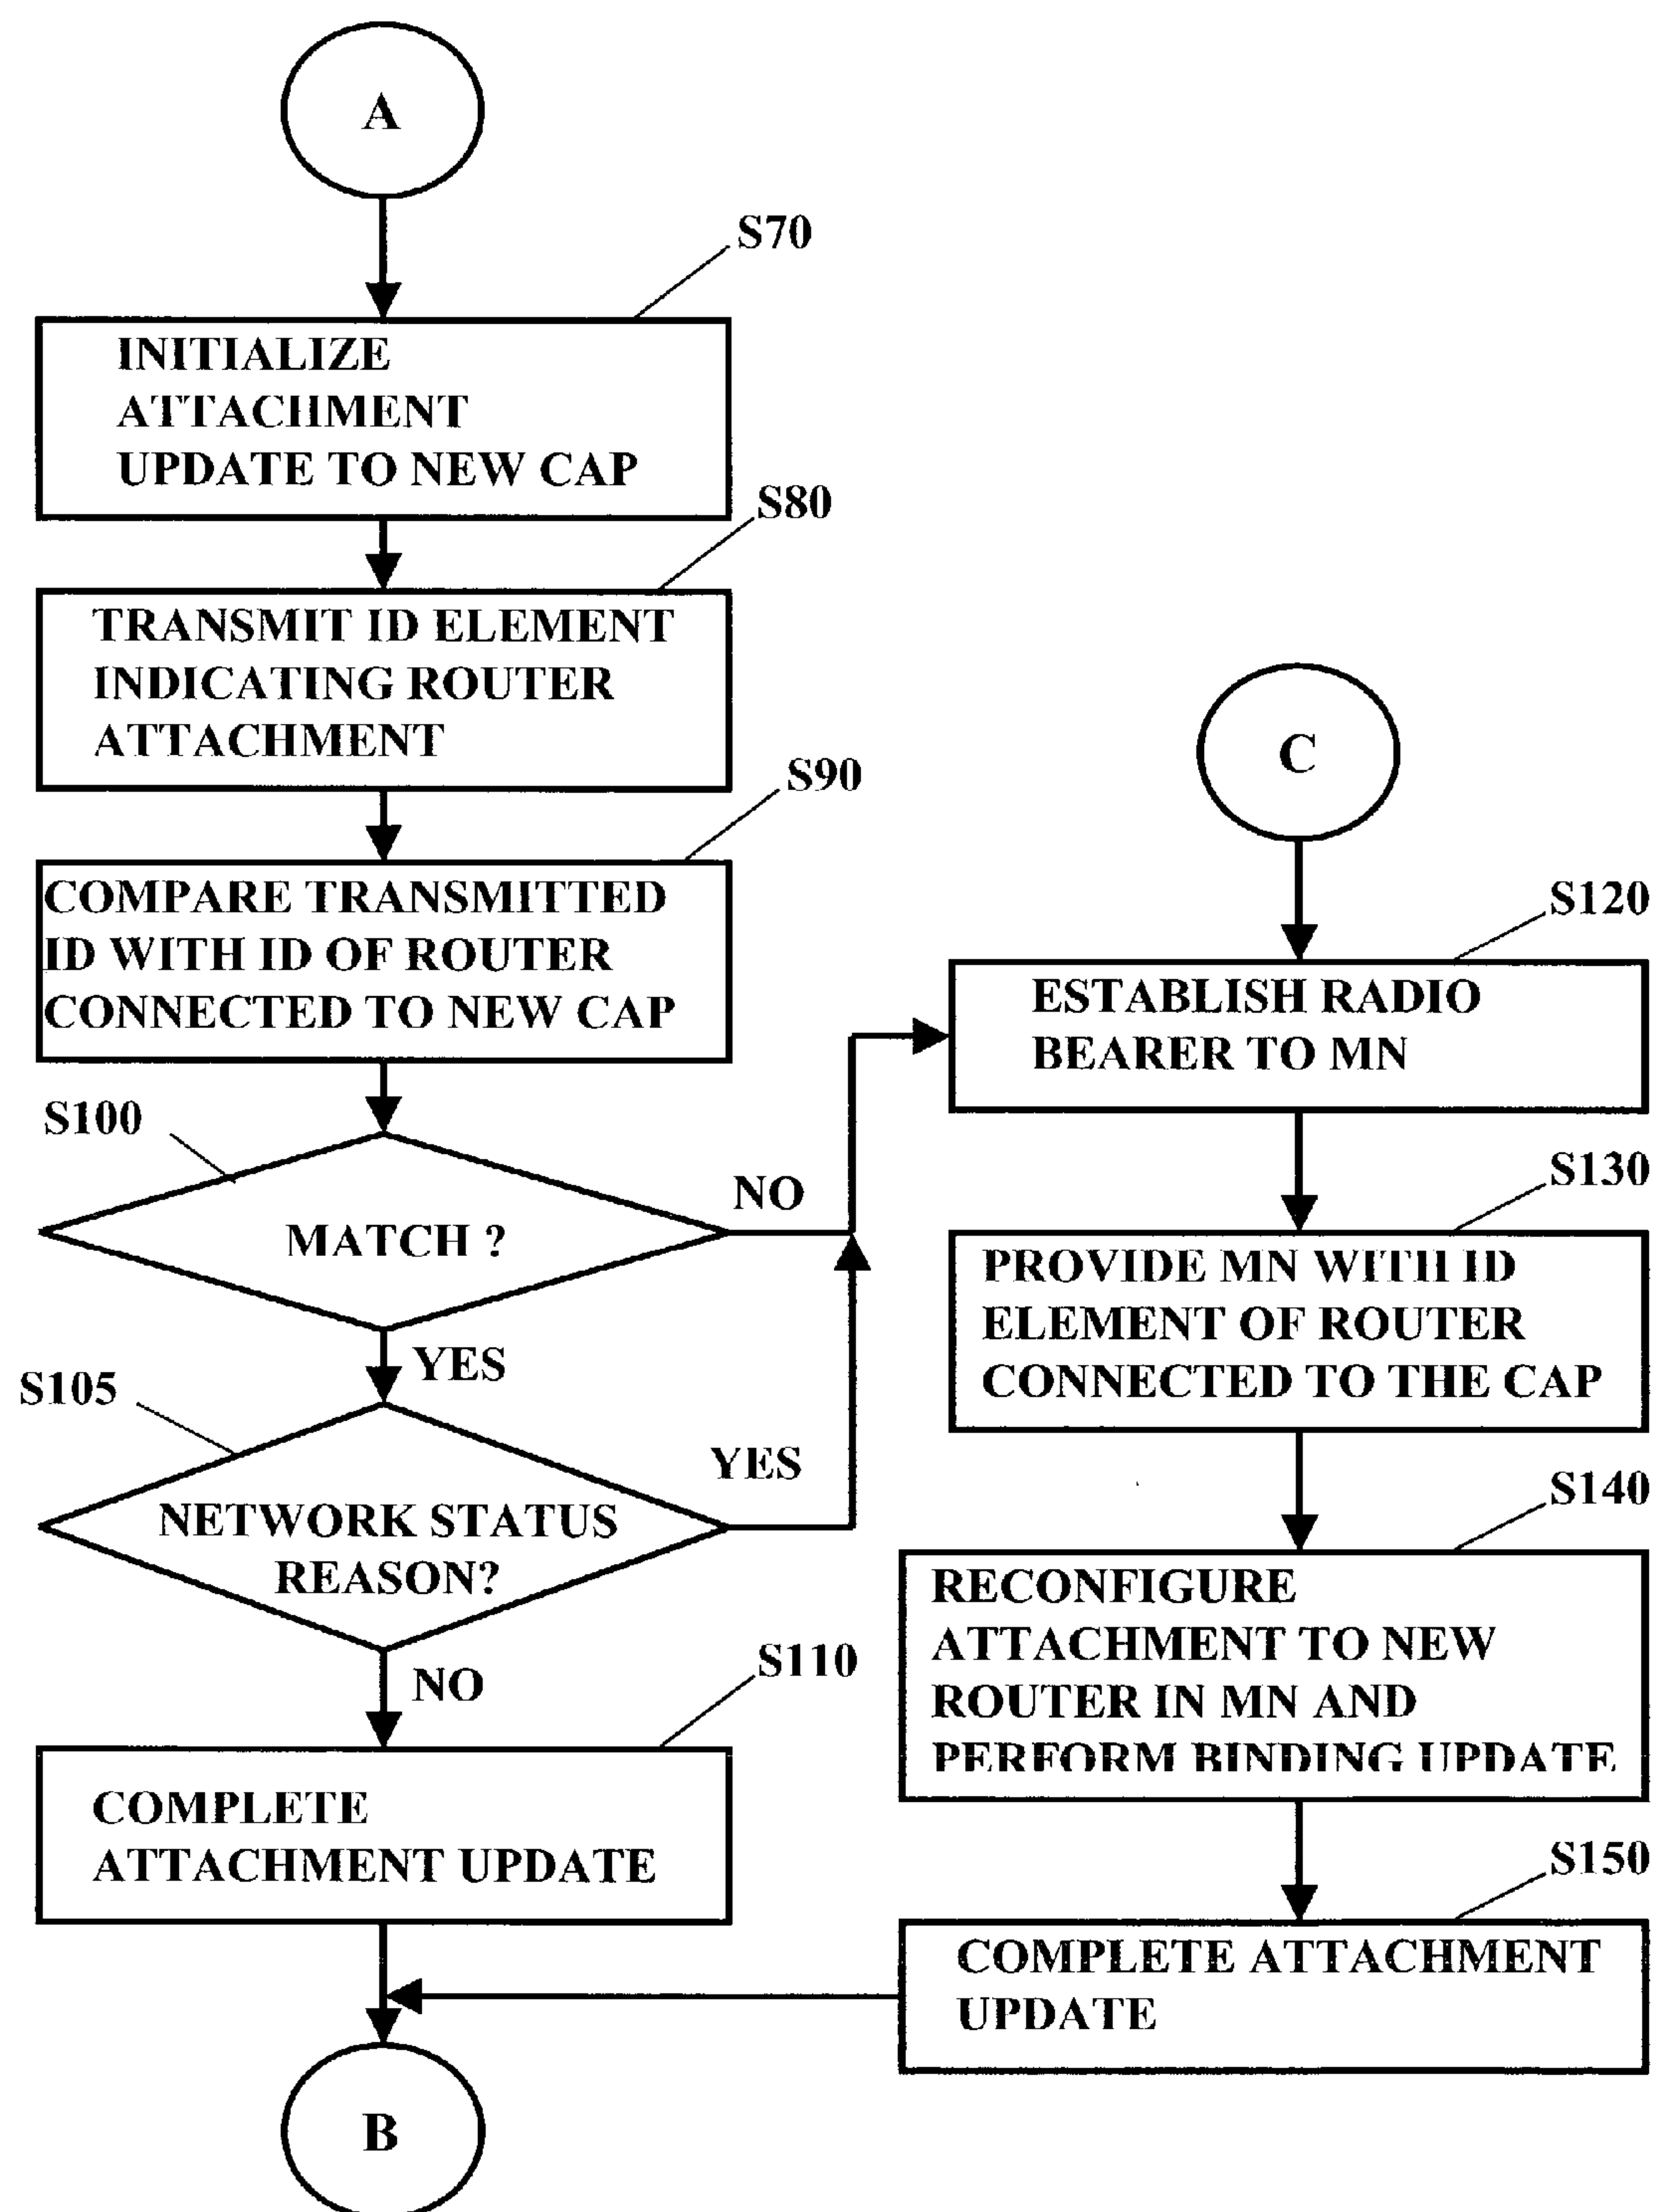 A
S70
INITIALIZE
ATTACHMENT
UPDATE TO NEW CAP
S80
TRANSMIT ID ELEMENT
INDICATING ROUTER
ATTACHMENT
S90
COMPARE TRANSMITTED
ID WITH ID OF ROUTER
CONNECTED TO NEW CAP
S100
MATCH ?
NO
YES
S105
NETWORK STATUS
REASON?
YES
NO
S110
COMPLETE
ATTACHMENT UPDATE
B
C
S120
ESTABLISH RADIO
BEARER TO MN
S130
PROVIDE MN WITH ID
ELEMENT OF ROUTER
CONNECTED TO THE CAP
S140
RECONFIGURE
ATTACHMENT TO NEW
ROUTER IN MN AND
PERFORM BINDING UPDATE
S150
COMPLETE ATTACHMENT
UPDATE